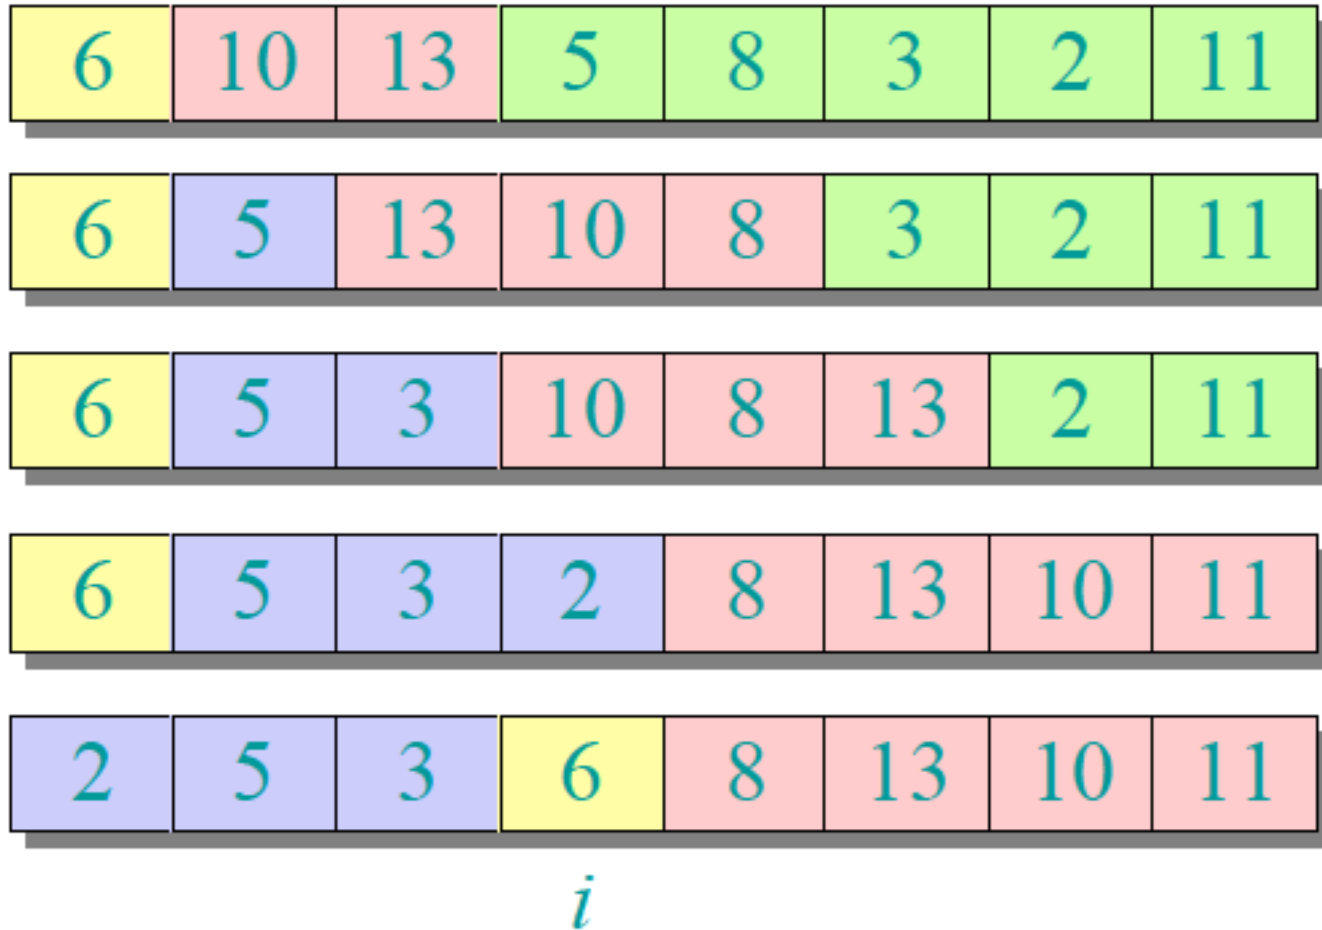 6 10 13 5 8 3 2 11
6 5 13 10 8 3 2 11
6 5 3 10 8 13 2 11
6 5 3 2 8 13 10 11
2 5 3 6 8 13 10 11
i